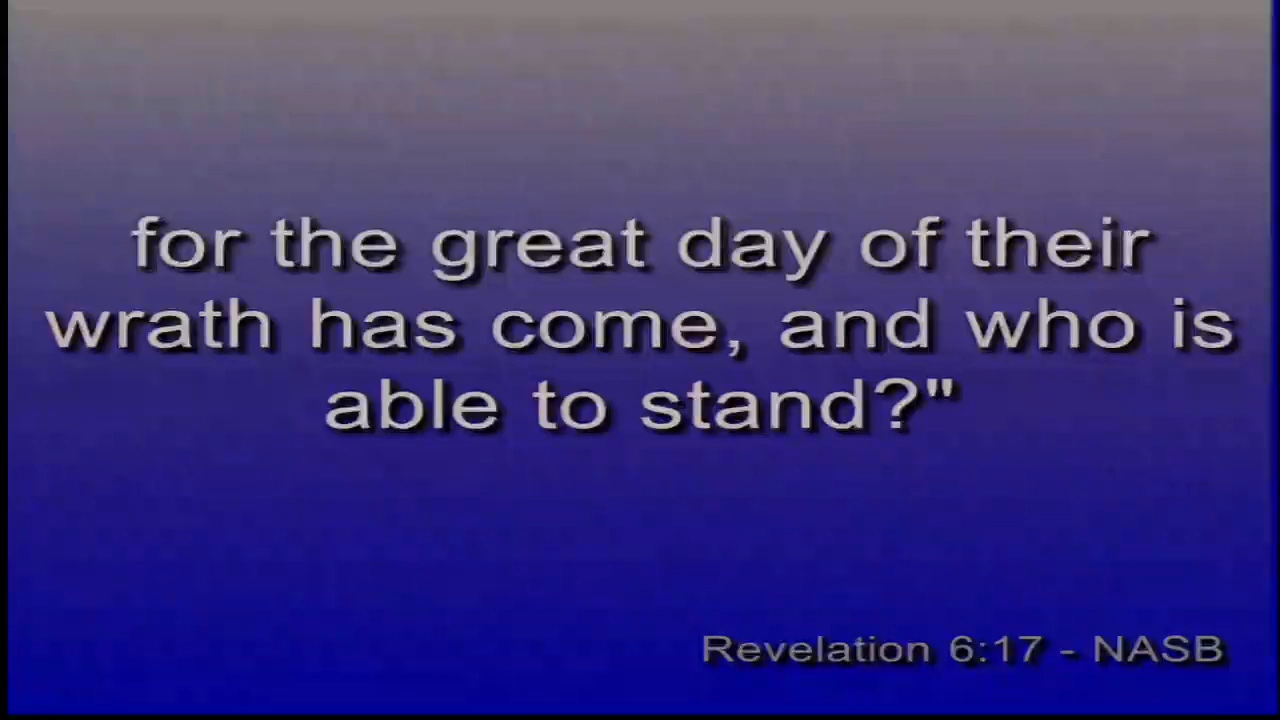 for the great day of their
wrath has come, and who is
able to stand?"
Revelation 6:17 - NASB